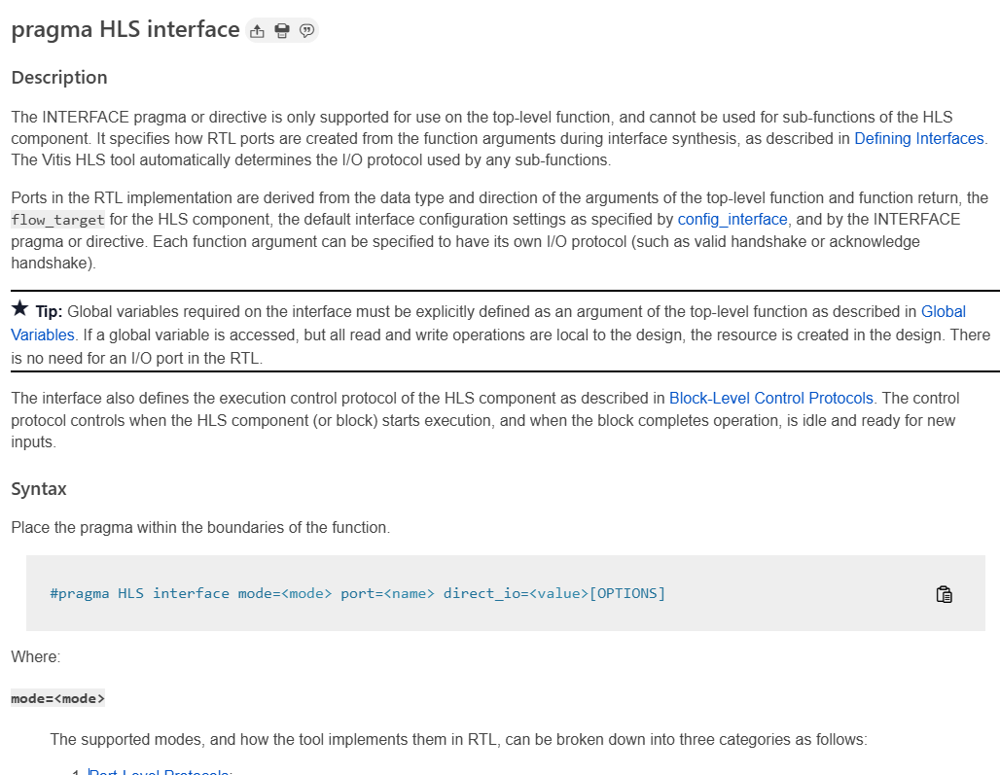 pragma HLS interface
Description
The INTERFACE pragma or directive is only supported for use on the top-level function, and cannot be used for sub-functions of the HLS
component. It specifies how RTL ports are created from the function arguments during interface synthesis, as described in Defining Interfaces.
The Vitis HLS tool automatically determines the I/O protocol used by any sub-functions.
Ports in the RTL implementation are derived from the data type and direction of the arguments of the top-level function and function return, the
flow_target for the HLS component, the default interface configuration settings as specified by config_interface, and by the INTERFACE
pragma or directive. Each function argument can be specified to have its own I/O protocol (such as valid handshake or acknowledge
handshake).
★ Tip: Global variables required on the interface must be explicitly defined as an argument of the top-level function as described in Global
Variables. If a global variable is accessed, but all read and write operations are local to the design, the resource is created in the design. There
is no need for an I/O port in the RTL.
The interface also defines the execution control protocol of the HLS component as described in Block-Level Control Protocols. The control
protocol controls when the HLS component (or block) starts execution, and when the block completes operation, is idle and ready for new
inputs.
Syntax
Place the pragma within the boundaries of the function.
#pragma HLS interface mode=<mode> port=<name> direct_io=<value>[OPTIONS]
Where:
mode=<mode>
The supported modes, and how the tool implements them in RTL, can be broken down into three categories as follows:
1. Port-Level Protocols: